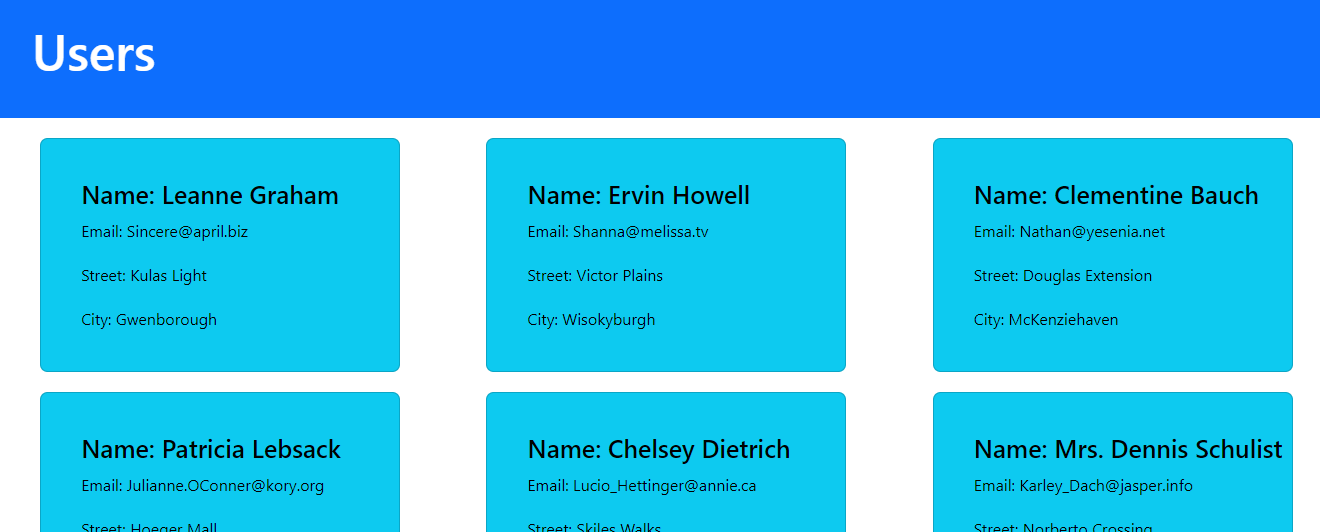 Users
Name: Leanne Graham
Email: Sincere@april.biz
Street: Kulas Light
City: Gwenborough
Name: Ervin Howell
Email: Shanna@melissa.tv
Street: Victor Plains
City: Wisokyburgh
Name: Clementine Bauch
Email: Nathan@yesenia.net
Street: Douglas Extension
City: McKenziehaven
Name: Patricia Lebsack
Email: Julianne.OConner@kory.org
Street: Hoeger Mall
Name: Chelsey Dietrich
Email: Lucio_Hettinger@annie.ca
Street: Skiles Walks
Name: Mrs. Dennis Schulist
Email: Karley_Dach@jasper.info
Street: Norberto Crossing